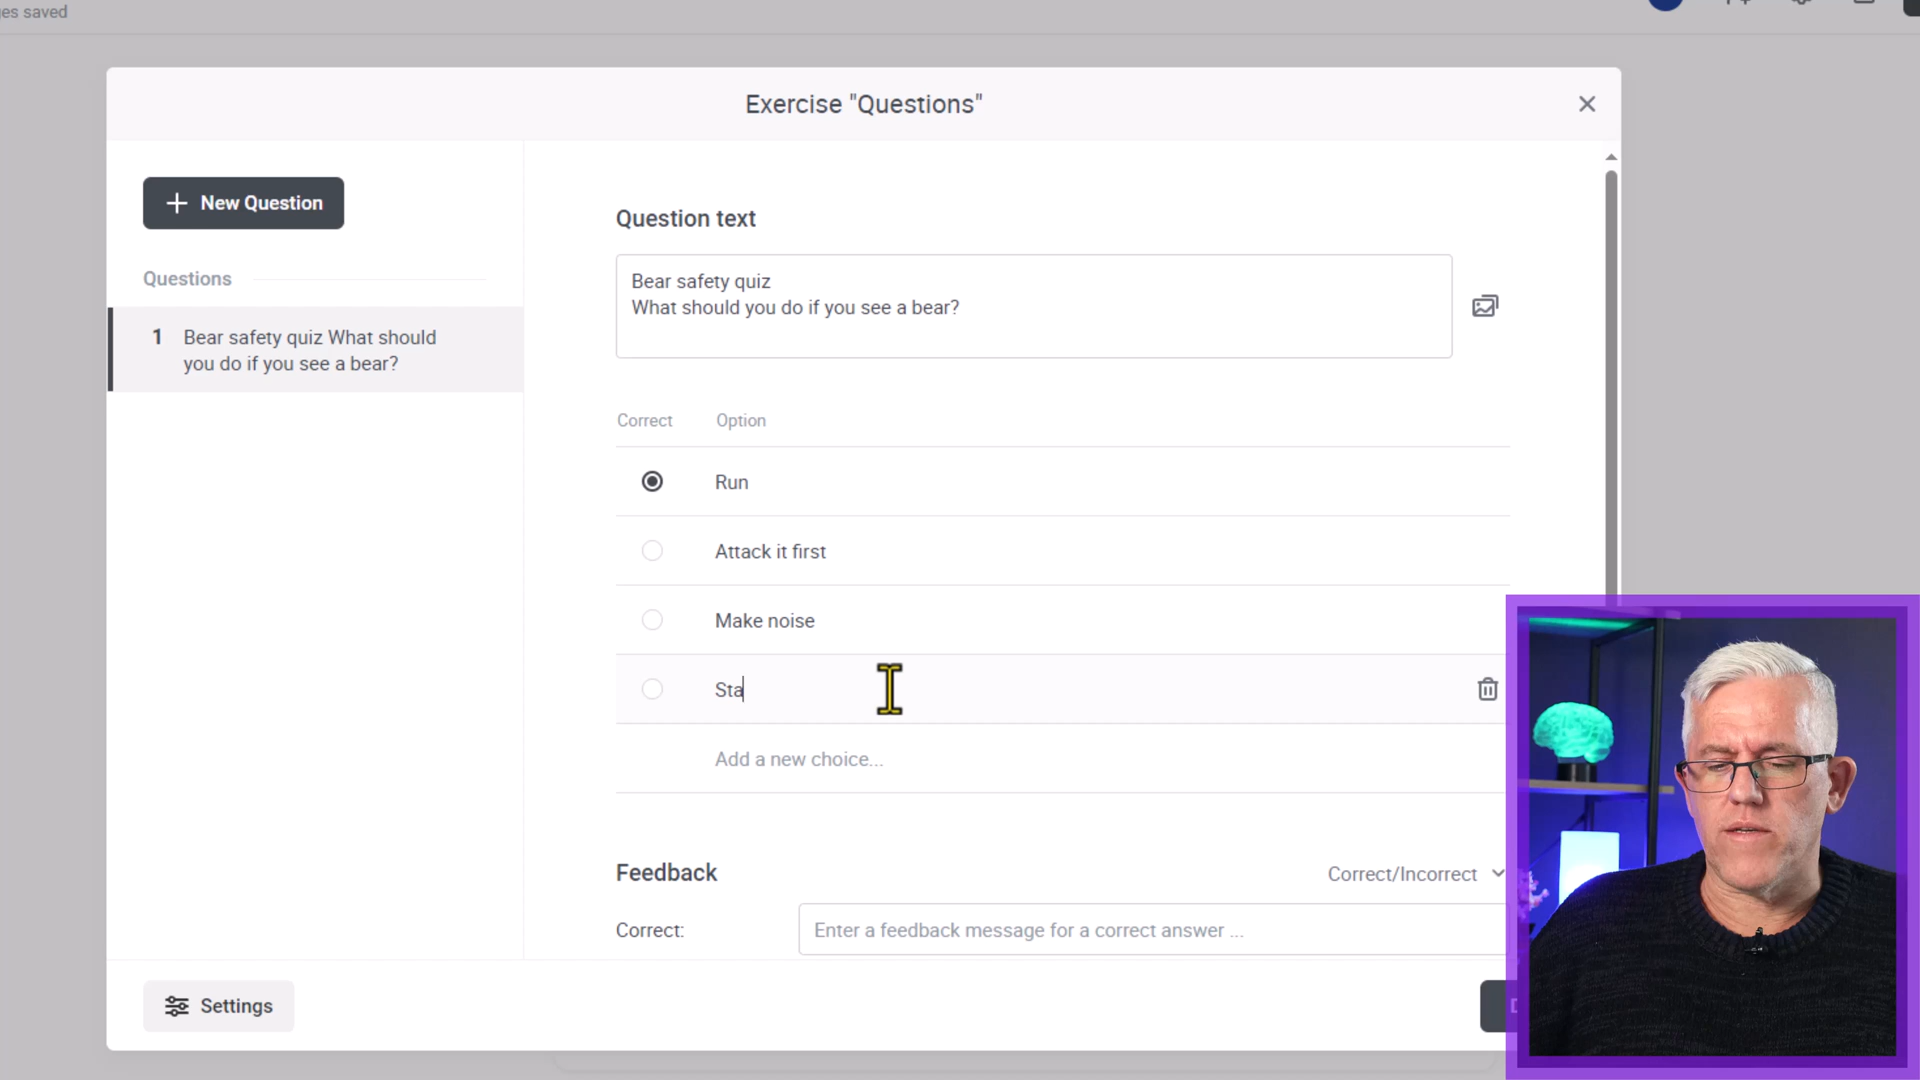 es saved
Exercise "Questions"
New Question
Questions
1 Bear safety quiz What should
you do if you see a bear?
Question text
Bear safety quiz
What should you do if you see a bear?
Correct Option
Run
Attack it first
Make noise
Sta
Add a new choice...
Feedback
Correct/Incorrect
Correct:
Enter a feedback message for a correct answer ...
Settings